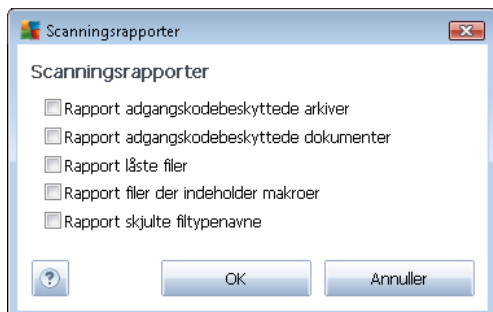 Scanningsrapporter
Scanningsrapporter
Rapport adgangskodebeskyttede arkiver
Rapport adgangskodebeskyttede dokumenter
Rapport låste filer
Rapport filer der indeholder makroer
Rapport skjulte filtypenavne
? OK Annuller